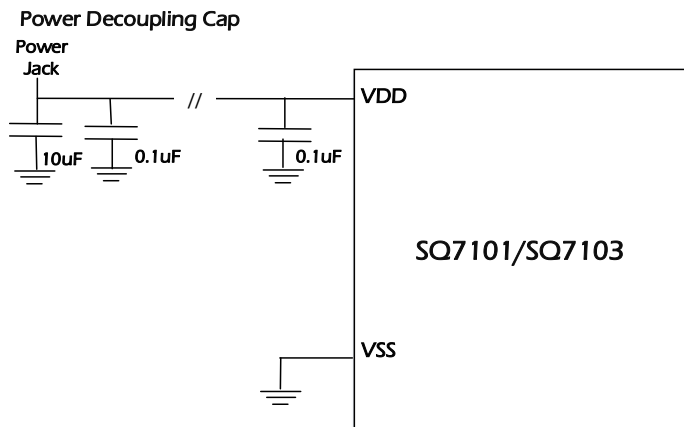 Power Decoupling Cap
Power
Jack
//
VDD
10uF
0.1uF
0.1uF
SQ7101/SQ7103
VSS